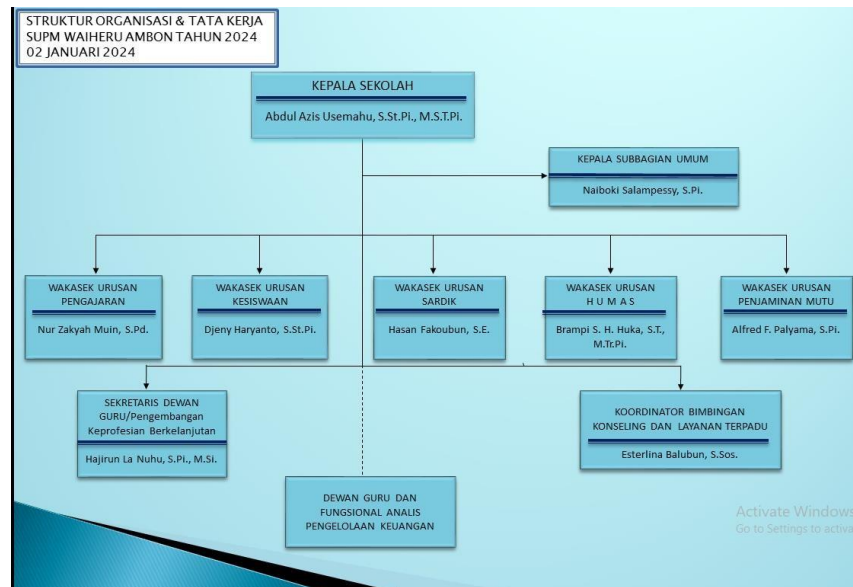 STRUKTUR ORGANISASI & TATA KERJA
SUPM WAIHERU AMBON TAHUN 2024
02 JANUARI 2024
KEPALA SEKOLAH
Abdul Azis Usemahu, S.St.Pi., M.S.T.Pi.
KEPALA SUBBAGIAN UMUM
Naiboki Salampessy, S.Pi.
WAKASEK URUSAN
PENGAJARAN
Nur Zakyah Muin, S.Pd.
WAKASEK URUSAN
KESISWAAN
Djeny Haryanto, S.St.Pi.
WAKASEK URUSAN
SARDIK
Hasan Fakoubun, S.E.
WAKASEK URUSAN
H U M A S
Brampi S. H. Huka, S.T.,
M.Tr.Pi.
WAKASEK URUSAN
PENJAMINAN MUTU
Alfred F. Palyama, S.Pi.
SEKRETARIS DEWAN
GURU/Pengembangan
Keprofesian Berkelanjutan
Hajirun La Nuhu, S.Pi., M.Si.
KOORDINATOR BIMBINGAN
KONSELING DAN LAYANAN TERPADU
Esterlina Balubun, S.Sos.
DEWAN GURU DAN
FUNGSIONAL ANALIS
PENGELOLAAN KEUANGAN
Activate Windows
Go to Settings to activa